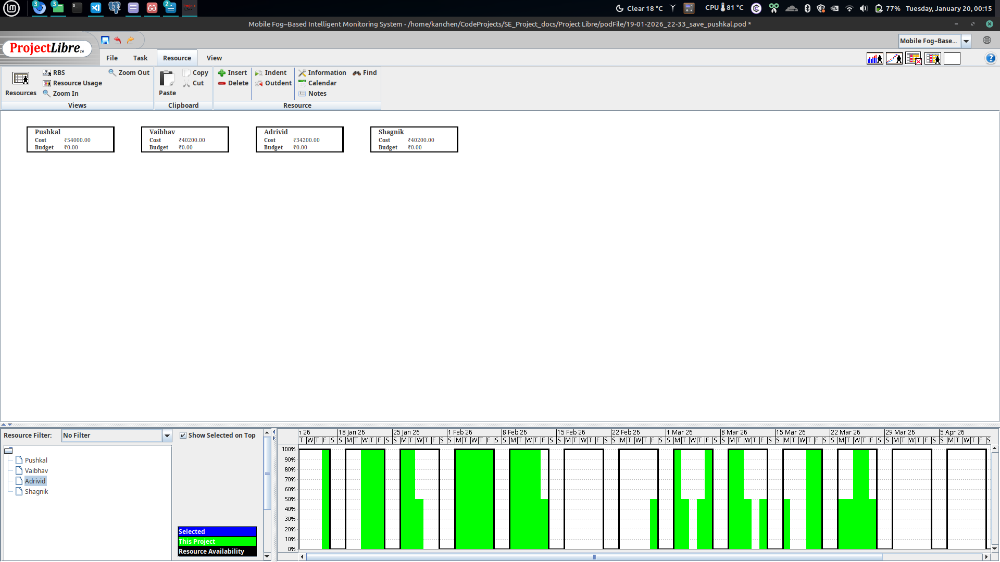 3 3 2 Project Libre Clear 18 °C CPU 81 °C 77% Tuesday, January 20, 00:15
Mobile Fog–Based Intelligent Monitoring System - /home/kanchen/CodeProjects/SE_Project_docs/Project Libre/podFile/19-01-2026_22-33_save_pushkal.pod *
ProjectLibre™
Mobile Fog–Base...
File Task Resource View
Resources
RBS
Resource Usage
Zoom In
Zoom Out
Views
Paste
Copy
Cut
Clipboard
Insert
Delete
Indent
Outdent
Information
Calendar
Notes
Find
Resource
Pushkal
Cost ₹54000.00
Budget ₹0.00
Vaibhav
Cost ₹40200.00
Budget ₹0.00
Adrivid
Cost ₹34200.00
Budget ₹0.00
Shagnik
Cost ₹40200.00
Budget ₹0.00
Resource Filter: No Filter
Show Selected on Top
Pushkal
Vaibhav
Adrivid
Shagnik
Selected
This Project
Resource Availability
n 26 18 Jan 26 25 Jan 26 1 Feb 26 8 Feb 26 15 Feb 26 22 Feb 26 1 Mar 26 8 Mar 26 15 Mar 26 22 Mar 26 29 Mar 26 5 Apr 26
T W T F S S M T W T F S S M T W T F S S M T W T F S S M T W T F S S M T W T F S S M T W T F S S M T W T F S S M T W T F S S M T W T F S S M T W T F S S M T W T F S S M T W T F S S M T W T F S
100%
90%
80%
70%
60%
50%
40%
30%
20%
10%
0%